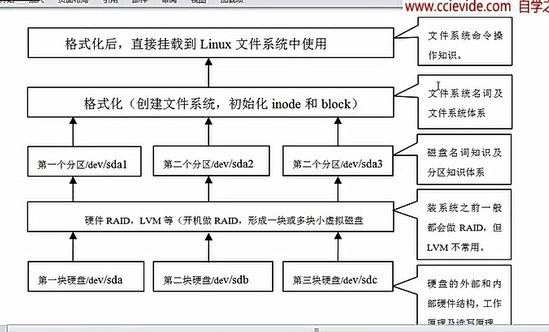 www.ccievide.com 自学之
格式化后，直接挂载到 Linux 文件系统中使用
文件系统命令操
作知识。
格式化（创建文件系统，初始化 inode 和 block）
文件系统名词及
文件系统体系
第一个分区/dev/sda1
第二个分区/dev/sda2
第二个分区/dev/sda3
磁盘名词知识及
分区知识体系
硬件 RAID，LVM 等（开机做 RAID，形成一块或多块小虚拟磁盘
装系统之前一般
都会做 RAID，但
LVM 不常用。
第一块硬盘/dev/sda
第二块硬盘/dev/sdb
第三块硬盘/dev/sdc
硬盘的外部和内
部硬件结构，工作
原理及读写原理